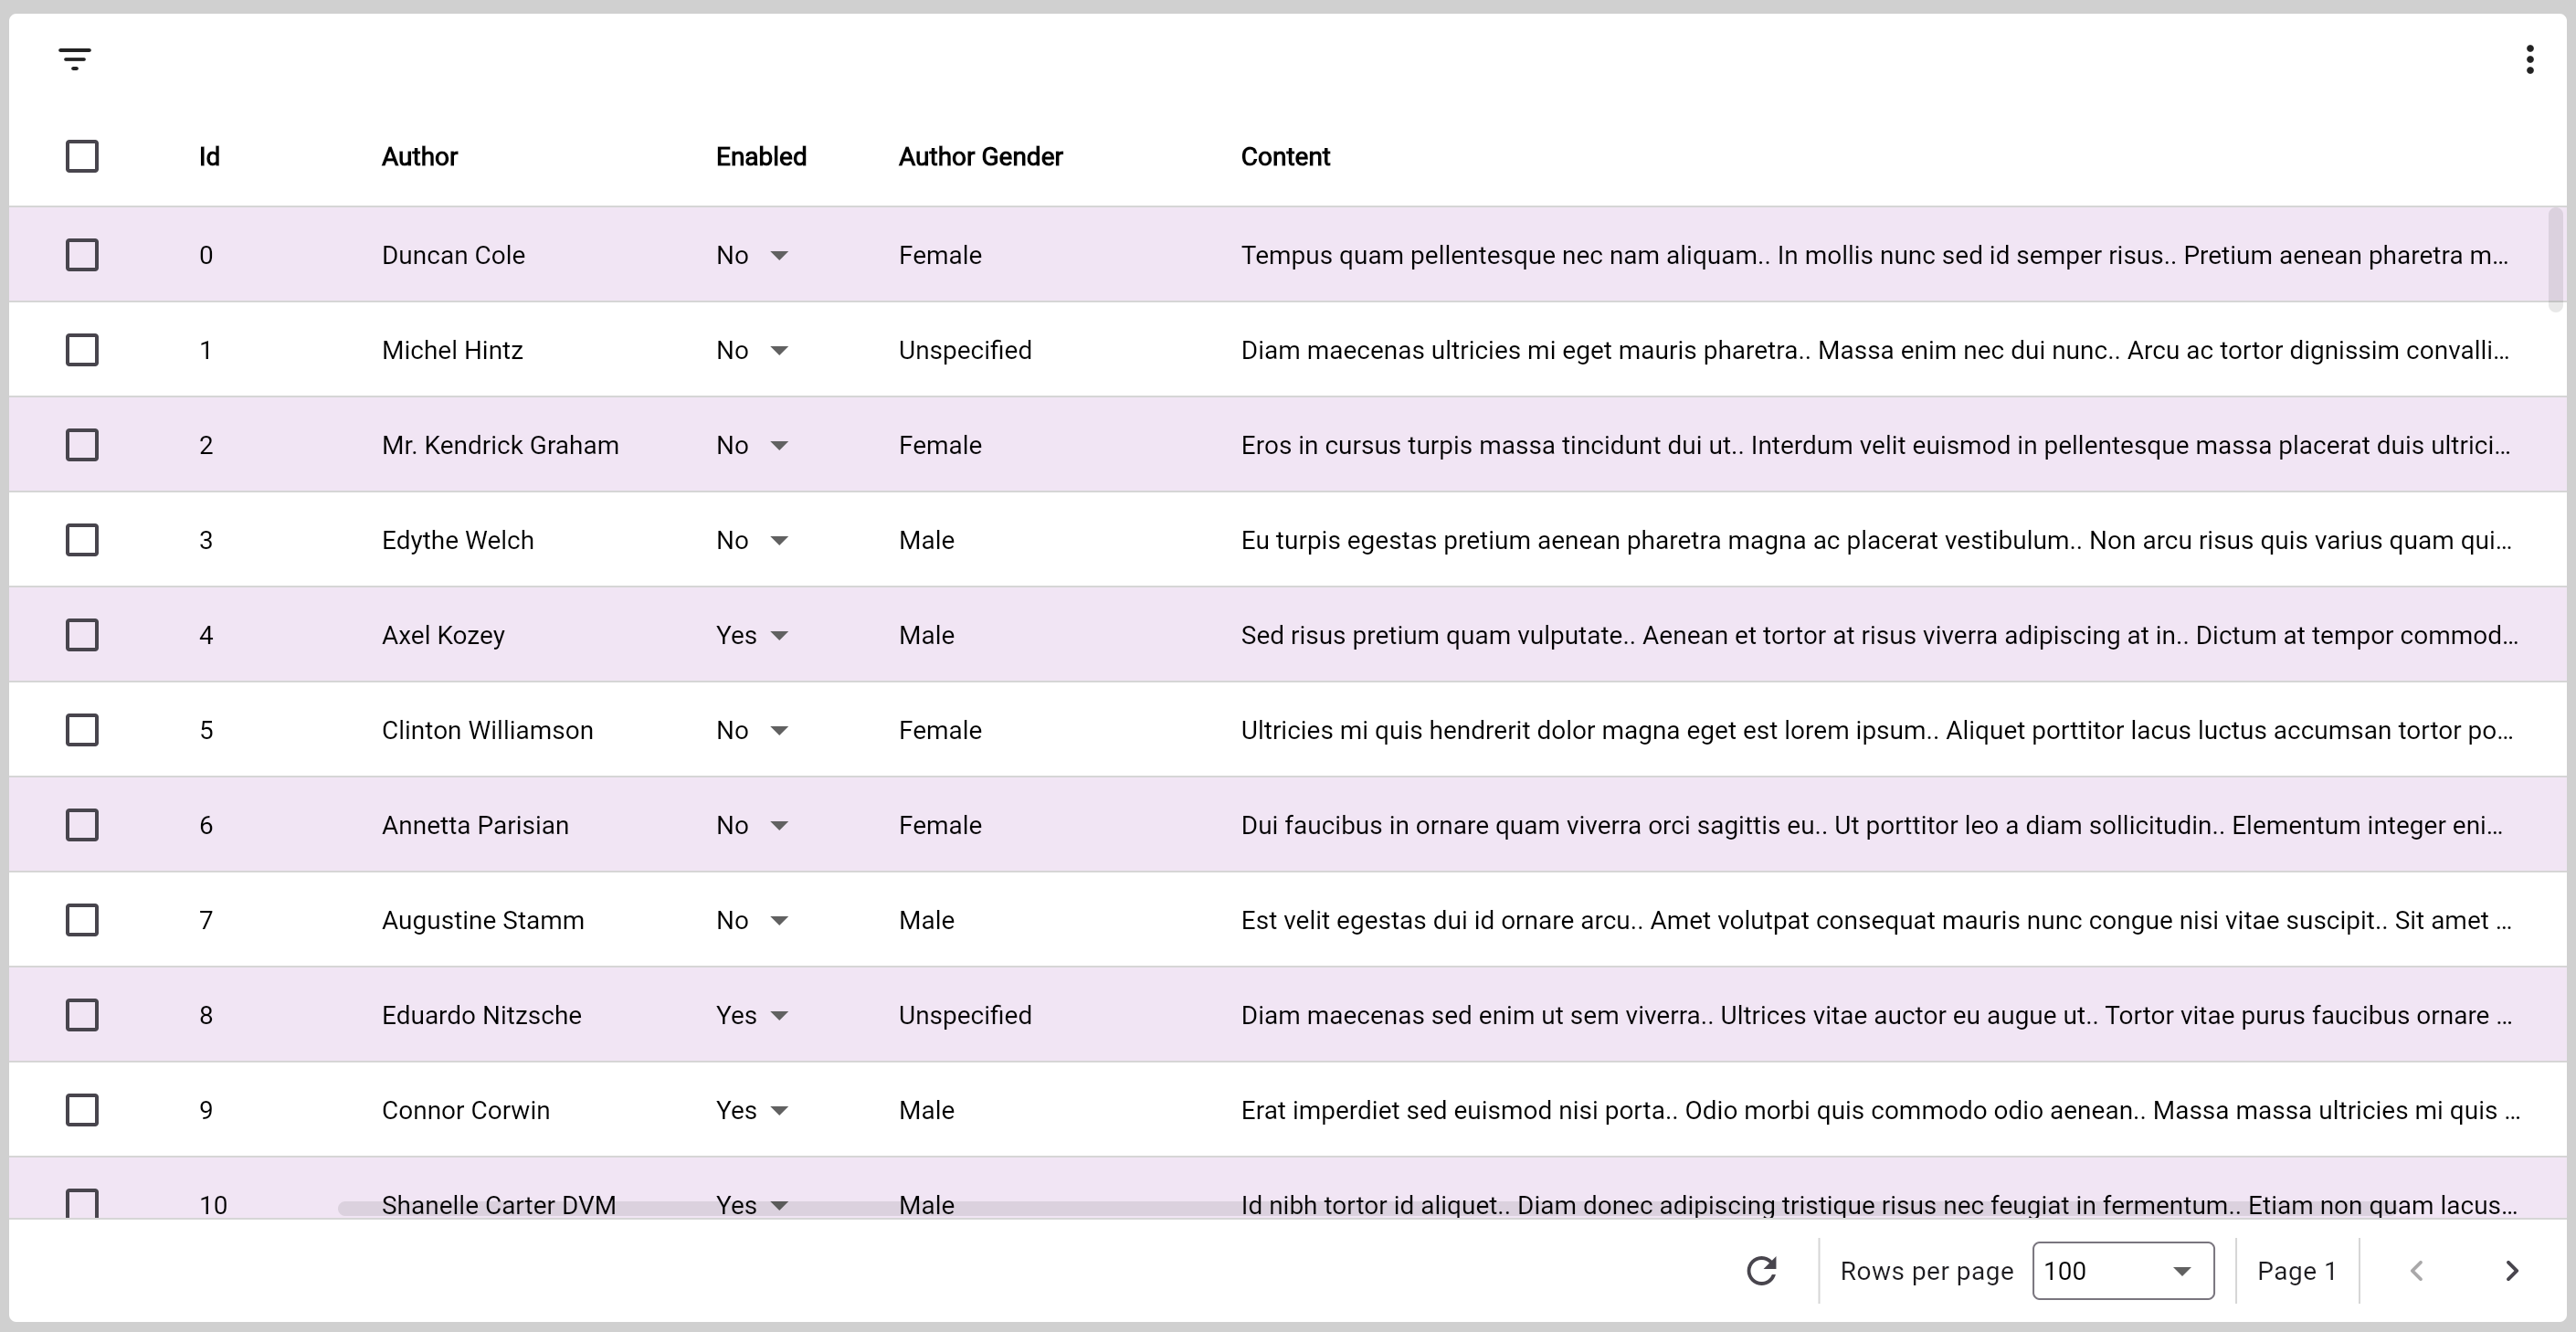 Id Author Enabled Author Gender Content
0 Duncan Cole No Female Tempus quam pellentesque nec nam aliquam.. In mollis nunc sed id semper risus.. Pretium aenean pharetra m…
1 Michel Hintz No Unspecified Diam maecenas ultricies mi eget mauris pharetra.. Massa enim nec dui nunc.. Arcu ac tortor dignissim convalli…
2 Mr. Kendrick Graham No Female Eros in cursus turpis massa tincidunt dui ut.. Interdum velit euismod in pellentesque massa placerat duis ultrici…
3 Edythe Welch No Male Eu turpis egestas pretium aenean pharetra magna ac placerat vestibulum.. Non arcu risus quis varius quam qui…
4 Axel Kozey Yes Male Sed risus pretium quam vulputate.. Aenean et tortor at risus viverra adipiscing at in.. Dictum at tempor commod…
5 Clinton Williamson No Female Ultricies mi quis hendrerit dolor magna eget est lorem ipsum.. Aliquet porttitor lacus luctus accumsan tortor po…
6 Annetta Parisian No Female Dui faucibus in ornare quam viverra orci sagittis eu.. Ut porttitor leo a diam sollicitudin.. Elementum integer eni…
7 Augustine Stamm No Male Est velit egestas dui id ornare arcu.. Amet volutpat consequat mauris nunc congue nisi vitae suscipit.. Sit amet …
8 Eduardo Nitzsche Yes Unspecified Diam maecenas sed enim ut sem viverra.. Ultrices vitae auctor eu augue ut.. Tortor vitae purus faucibus ornare …
9 Connor Corwin Yes Male Erat imperdiet sed euismod nisi porta.. Odio morbi quis commodo odio aenean.. Massa massa ultricies mi quis …
10 Shanelle Carter DVM Yes Male Id nibh tortor id aliquet.. Diam donec adipiscing tristique risus nec feugiat in fermentum.. Etiam non quam lacus…
Rows per page 100 Page 1